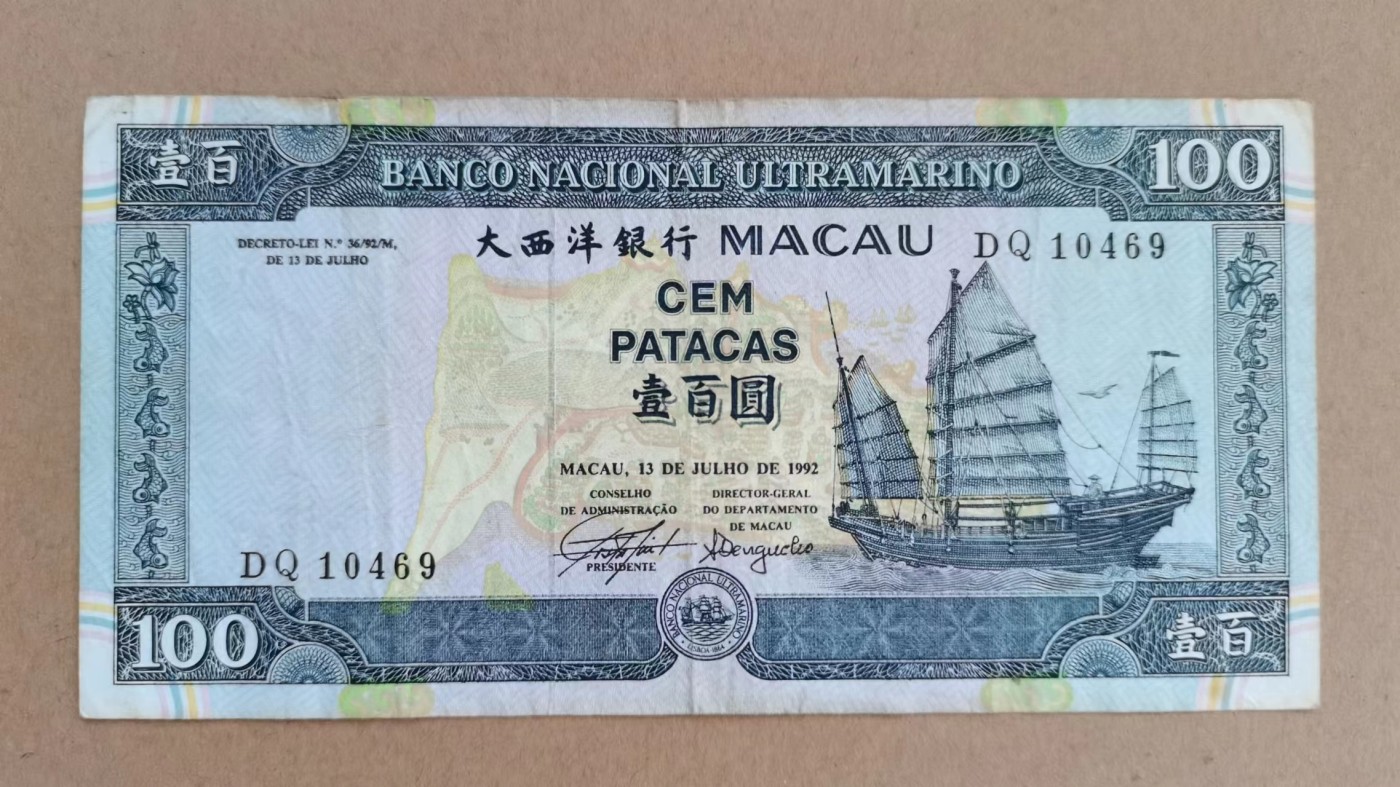 壹百
BANCO NACIONAL ULTRAMARINO
100
DECRETO-LEI N.º 36/92/M,
DE 13 DE JULHO
大西洋銀行 MACAU
DQ 10469
CEM
PATACAS
壹百圓
MACAU, 13 DE JULHO DE 1992
CONSELHO
DE ADMINISTRAÇÃO
DIRECTOR-GERAL
DO DEPARTAMENTO
DE MACAU
PRESIDENTE
DQ 10469
100
BANCO NACIONAL ULTRAMARINO
LISBOA 1864
壹百